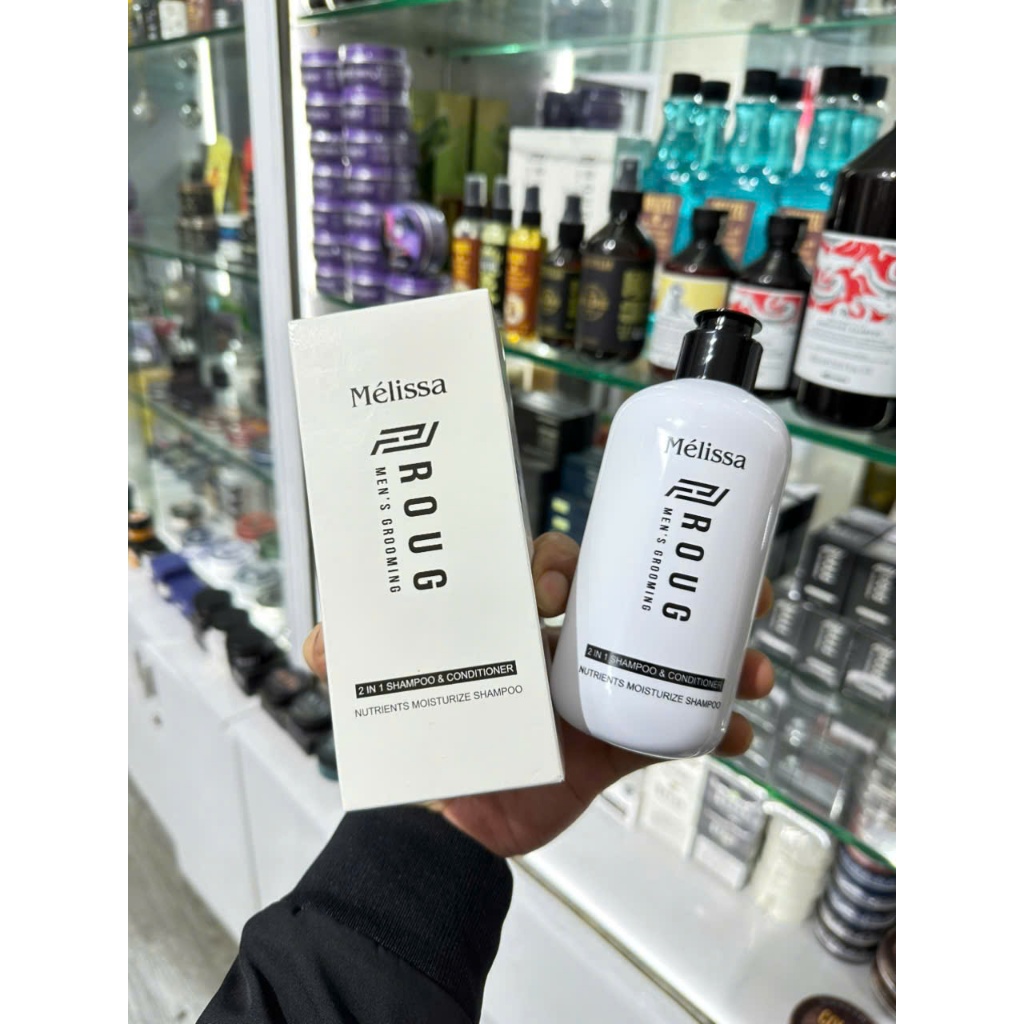 Mélissa
ROUG
MEN'S GROOMING
2 IN 1 SHAMPOO & CONDITIONER
NUTRIENTS MOISTURIZE SHAMPOO
Mélissa
ROUG
MEN'S GROOMING
2 IN 1 SHAMPOO & CONDITIONER
NUTRIENTS MOISTURIZE SHAMPOO